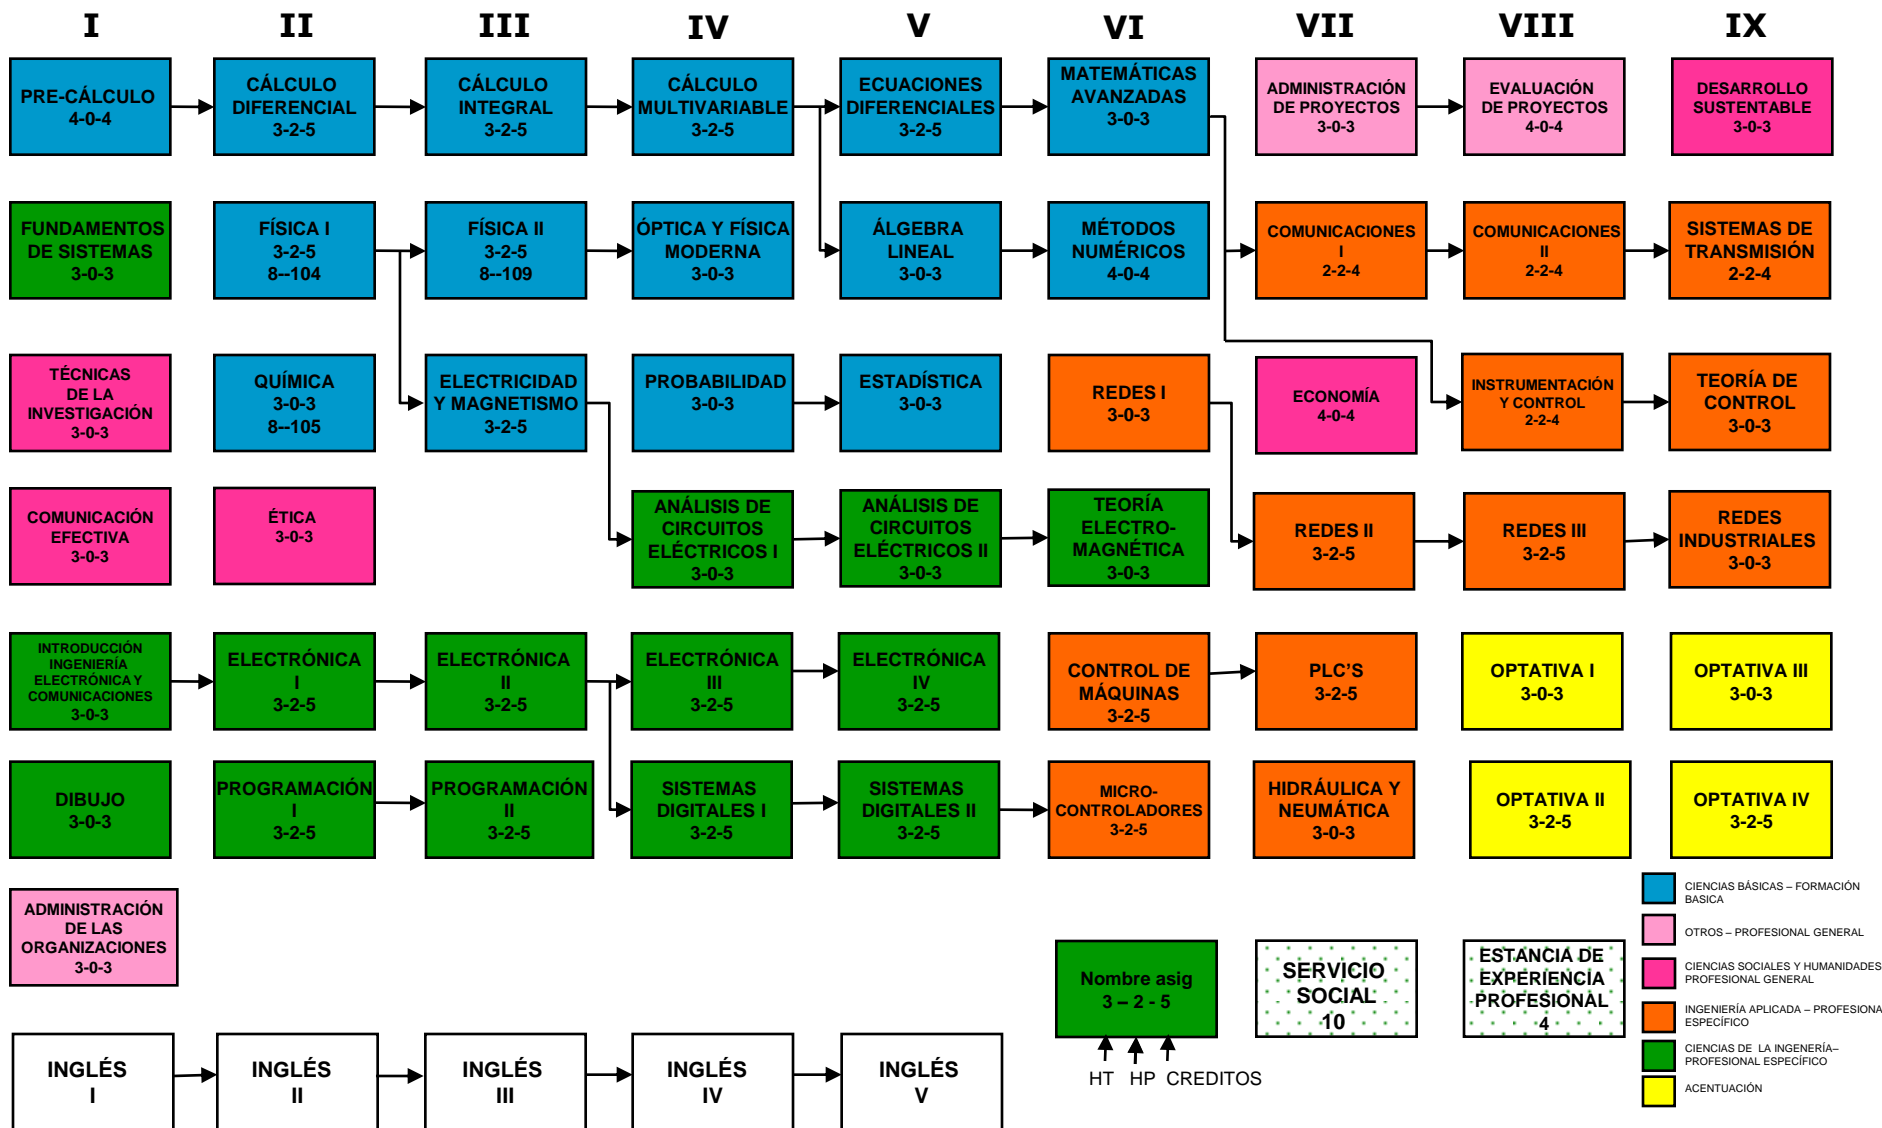 I II III IV V VI VII VIII IX
PRE-CÁLCULO
4-0-4
CÁLCULO
DIFERENCIAL
3-2-5
CÁLCULO
INTEGRAL
3-2-5
CÁLCULO
MULTIVARIABLE
3-2-5
ECUACIONES
DIFERENCIALES
3-2-5
MATEMÁTICAS
AVANZADAS
3-0-3
ADMINISTRACIÓN
DE PROYECTOS
3-0-3
EVALUACIÓN
DE PROYECTOS
4-0-4
DESARROLLO
SUSTENTABLE
3-0-3
FUNDAMENTOS
DE SISTEMAS
3-0-3
FÍSICA I
3-2-5
8--104
FÍSICA II
3-2-5
8--109
ÓPTICA Y FÍSICA
MODERNA
3-0-3
ÁLGEBRA
LINEAL
3-0-3
MÉTODOS
NUMÉRICOS
4-0-4
COMUNICACIONES
I
2-2-4
COMUNICACIONES
II
2-2-4
SISTEMAS DE
TRANSMISIÓN
2-2-4
TÉCNICAS
DE LA
INVESTIGACIÓN
3-0-3
QUÍMICA
3-0-3
8--105
ELECTRICIDAD
Y MAGNETISMO
3-2-5
PROBABILIDAD
3-0-3
ESTADÍSTICA
3-0-3
REDES I
3-0-3
ECONOMÍA
4-0-4
INSTRUMENTACIÓN
Y CONTROL
2-2-4
TEORÍA DE
CONTROL
3-0-3
COMUNICACIÓN
EFECTIVA
3-0-3
ÉTICA
3-0-3
ANÁLISIS DE
CIRCUITOS
ELÉCTRICOS I
3-0-3
ANÁLISIS DE
CIRCUITOS
ELÉCTRICOS II
3-0-3
TEORÍA
ELECTRO-
MAGNÉTICA
3-0-3
REDES II
3-2-5
REDES III
3-2-5
REDES
INDUSTRIALES
3-0-3
INTRODUCCIÓN
INGENIERÍA
ELECTRÓNICA Y
COMUNICACIONES
3-0-3
ELECTRÓNICA
I
3-2-5
ELECTRÓNICA
II
3-2-5
ELECTRÓNICA
III
3-2-5
ELECTRÓNICA
IV
3-2-5
CONTROL DE
MÁQUINAS
3-2-5
PLC'S
3-2-5
OPTATIVA I
3-0-3
OPTATIVA III
3-0-3
DIBUJO
3-0-3
PROGRAMACIÓN
I
3-2-5
PROGRAMACIÓN
II
3-2-5
SISTEMAS
DIGITALES I
3-2-5
SISTEMAS
DIGITALES II
3-2-5
MICRO-
CONTROLADORES
3-2-5
HIDRÁULICA Y
NEUMÁTICA
3-0-3
OPTATIVA II
3-2-5
OPTATIVA IV
3-2-5
ADMINISTRACIÓN
DE LAS
ORGANIZACIONES
3-0-3
Nombre asig
3 – 2 - 5
HT HP CREDITOS
SERVICIO
SOCIAL
10
ESTANCIA DE
EXPERIENCIA
PROFESIONAL
4
CIENCIAS BÁSICAS – FORMACIÓN
BASICA
OTROS – PROFESIONAL GENERAL
CIENCIAS SOCIALES Y HUMANIDADES
PROFESIONAL GENERAL
INGENIERÍA APLICADA – PROFESIONA
ESPECÍFICO
CIENCIAS DE LA INGENERÍA–
PROFESIONAL ESPECÍFICO
ACENTUACIÓN
INGLÉS
I
INGLÉS
II
INGLÉS
III
INGLÉS
IV
INGLÉS
V